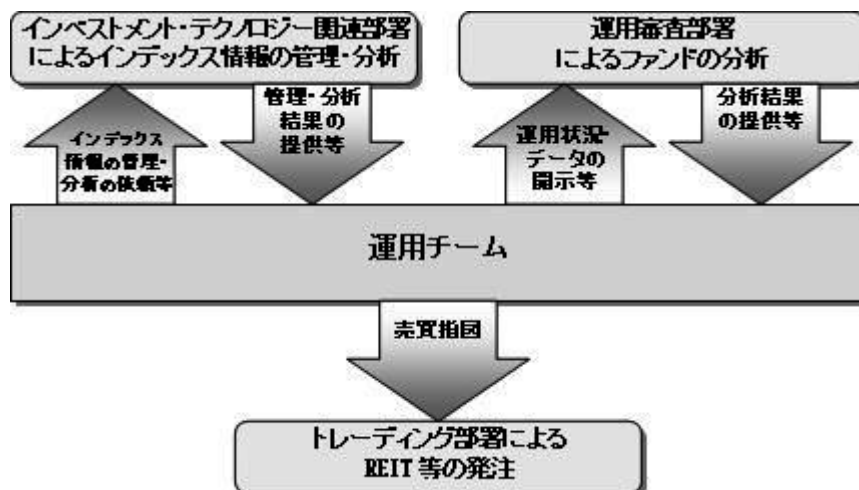 インベストメント・テクノロジー関連部署
によるインデックス情報の管理・分析
運用審査部署
によるファンドの分析
インデックス
情報の管理・
分析の依頼等
管理・分析
結果の
提供等
運用状況・
データの
開示等
分析結果
の提供等
運用チーム
売買指図
トレーディング部署による
REIT 等の発注